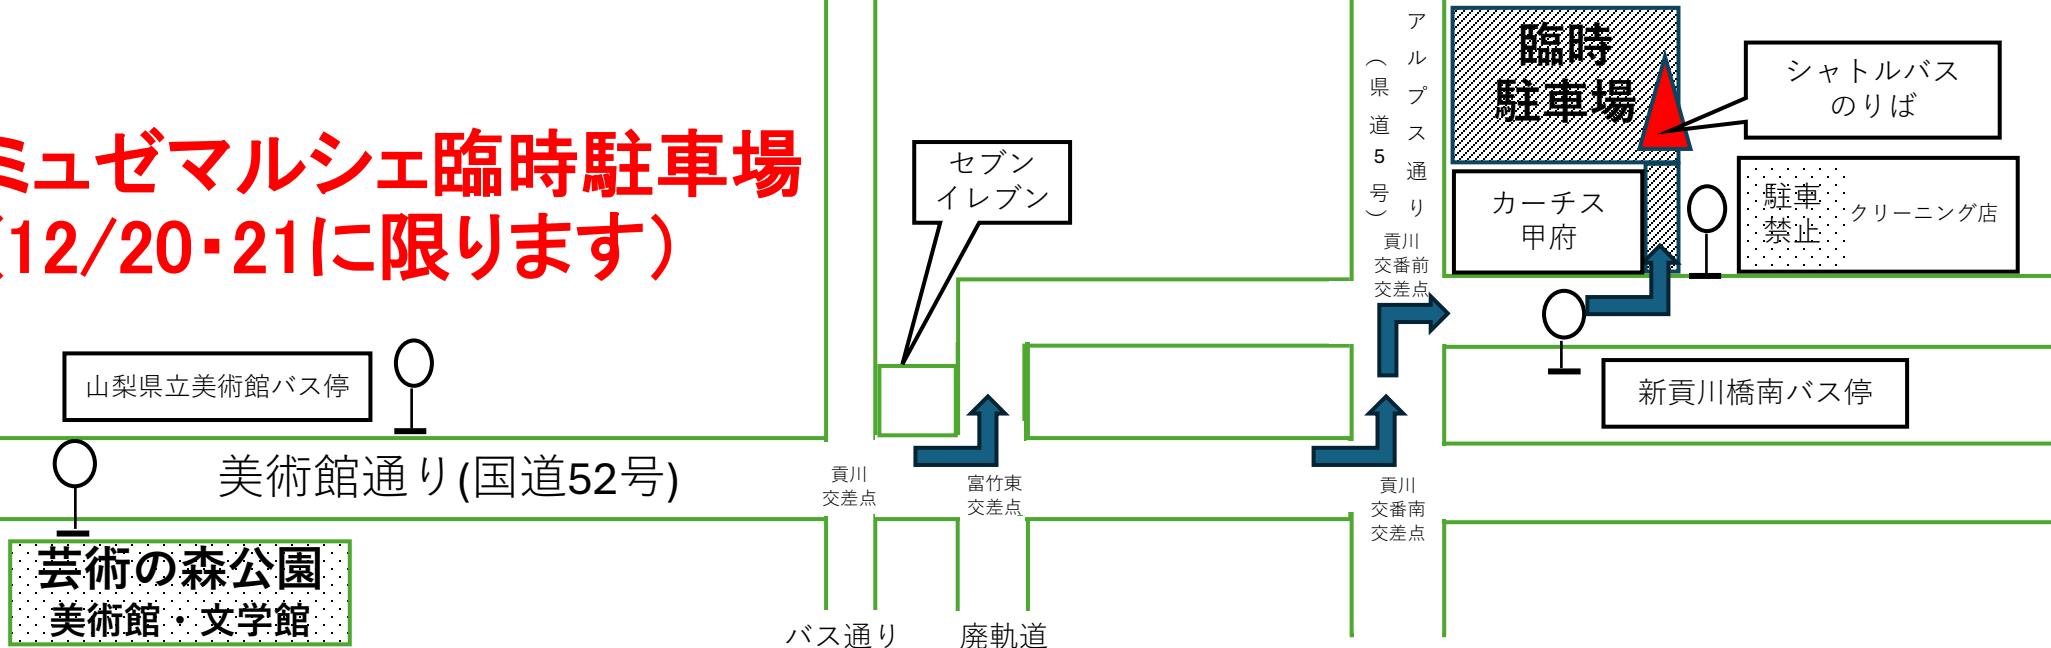 ミュゼマルシェ臨時駐車場
(12/20・21に限ります)
臨時
駐車場
シャトルバス
のりば
アルプス通り
(県道5号)
セブン
イレブン
カーチス
甲府
駐車
禁止
クリーニング店
貢川
交番前
交差点
山梨県立美術館バス停
新貢川橋南バス停
美術館通り(国道52号)
貢川
交差点
富竹東
交差点
貢川
交番南
交差点
芸術の森公園
美術館・文学館
バス通り
廃軌道